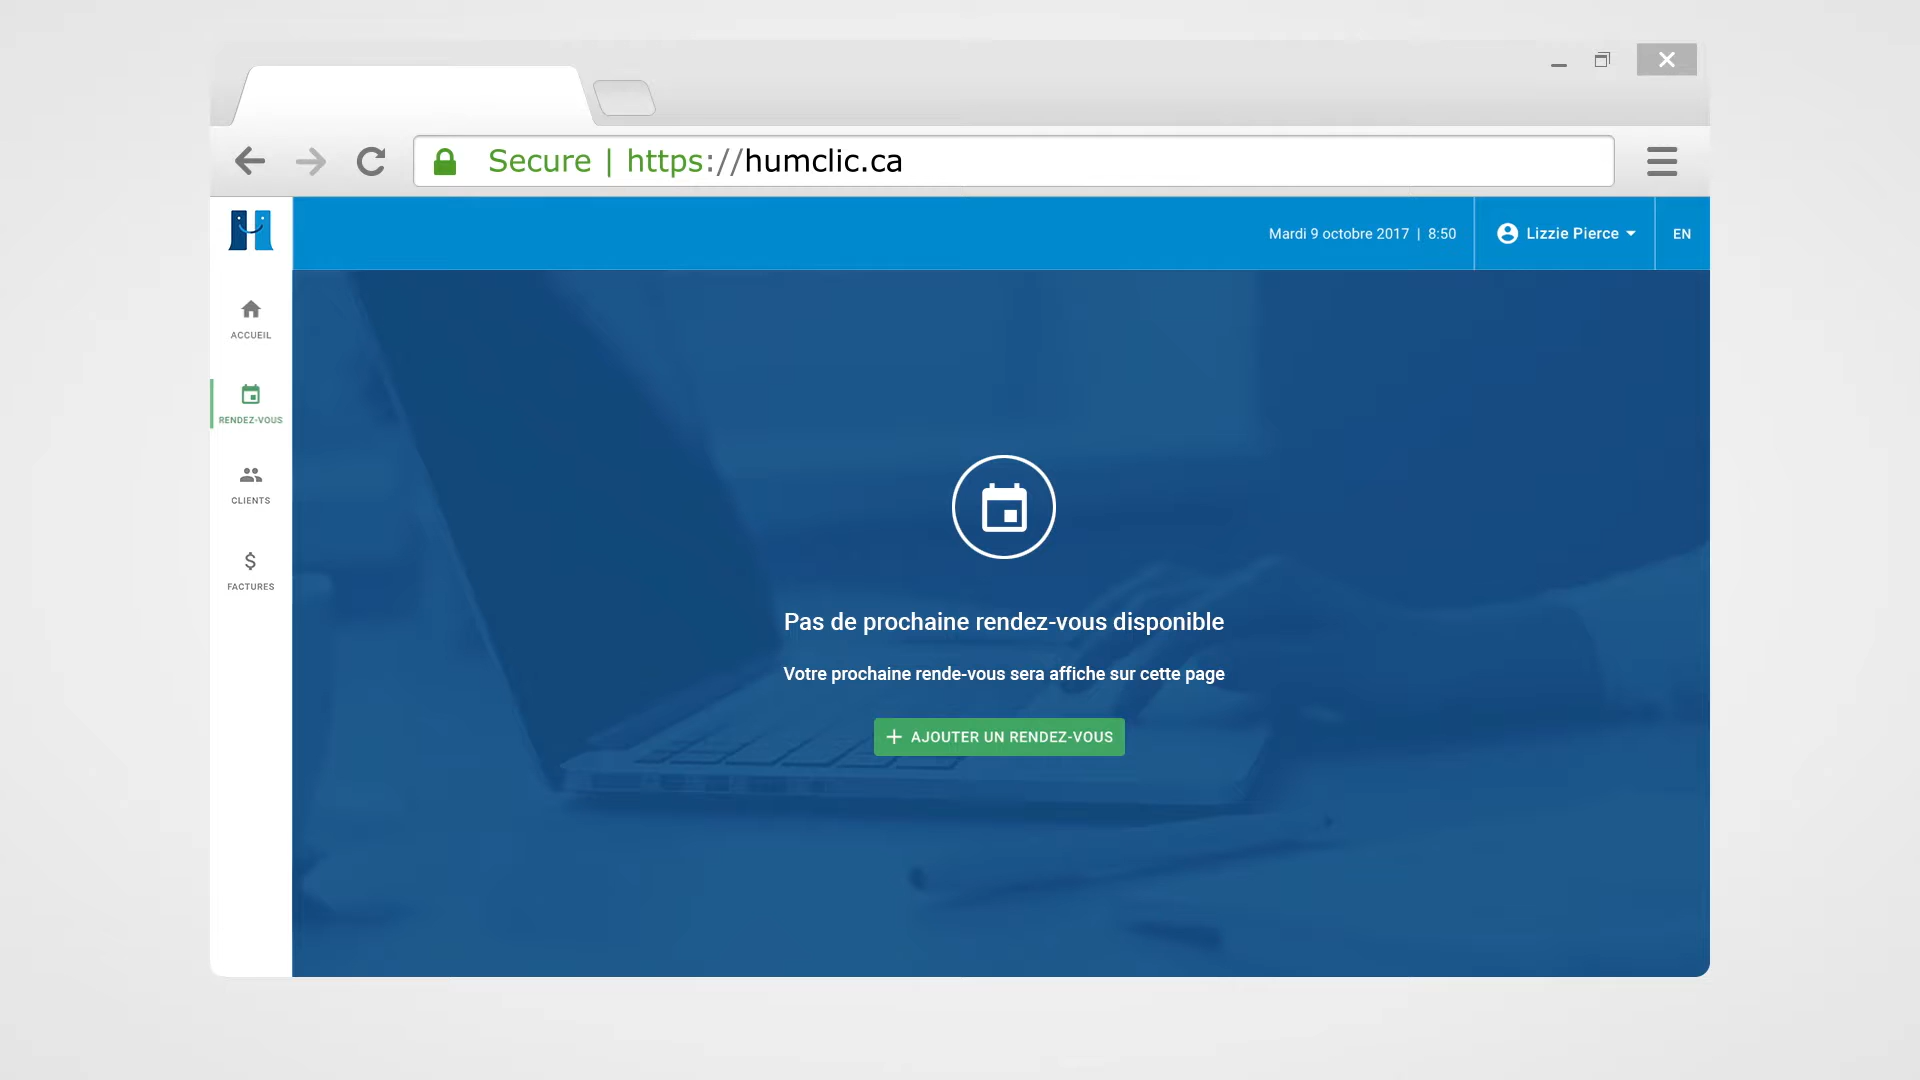 Secure | https://humclic.ca
Mardi 9 octobre 2017 | 8:50
Lizzie Pierce
EN
ACCUEIL
RENDEZ-VOUS
CLIENTS
FACTURES
Pas de prochaine rendez-vous disponible
Votre prochaine rende-vous sera affiche sur cette page
+ AJOUTER UN RENDEZ-VOUS